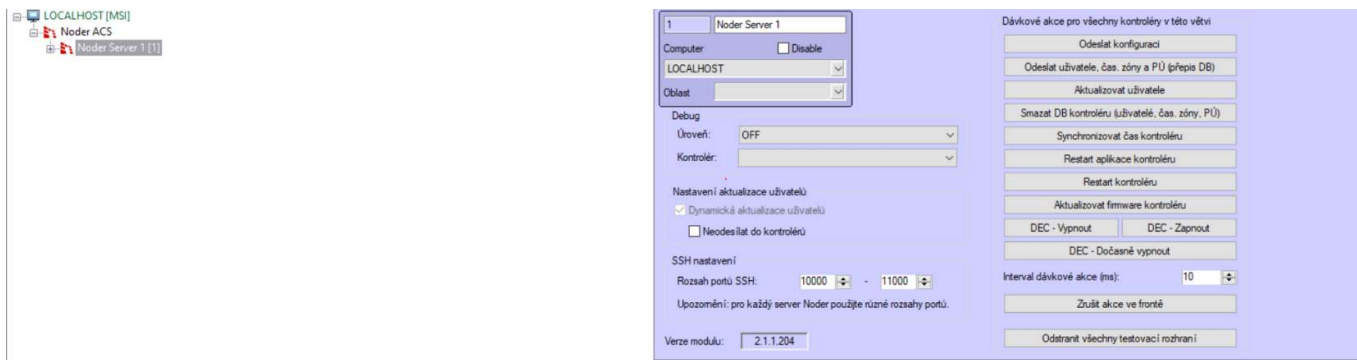 LOCALHOST [MSI]
Noder ACS
Noder Server 1 [1]
1 Noder Server 1
Computer Disable
LOCALHOST
Oblast
Debug
Úroveň: OFF
Kontrolér:
Nastavení aktualizace uživatelů
Dynamická aktualizace uživatelů
Neodesílat do kontrolérů
SSH nastavení
Rozsah portů SSH: 10000 - 11000
Upozornění: pro každý server Noder použijte různé rozsahy portů.
Verze modulu: 2.1.1.204
Dávkové akce pro všechny kontroléry v této větvi
Odeslat konfiguraci
Odeslat uživatele, čas. zóny a PÚ (přepis DB)
Aktualizovat uživatele
Smazat DB kontroléru (uživatelé, čas. zóny, PÚ)
Synchronizovat čas kontroléru
Restart aplikace kontroléru
Restart kontroléru
Aktualizovat firmware kontroléru
DEC - Vypnout DEC - Zapnout
DEC - Dočasně vypnout
Interval dávkové akce (ms): 10
Zrušit akce ve frontě
Odstranit všechny testovací rozhraní